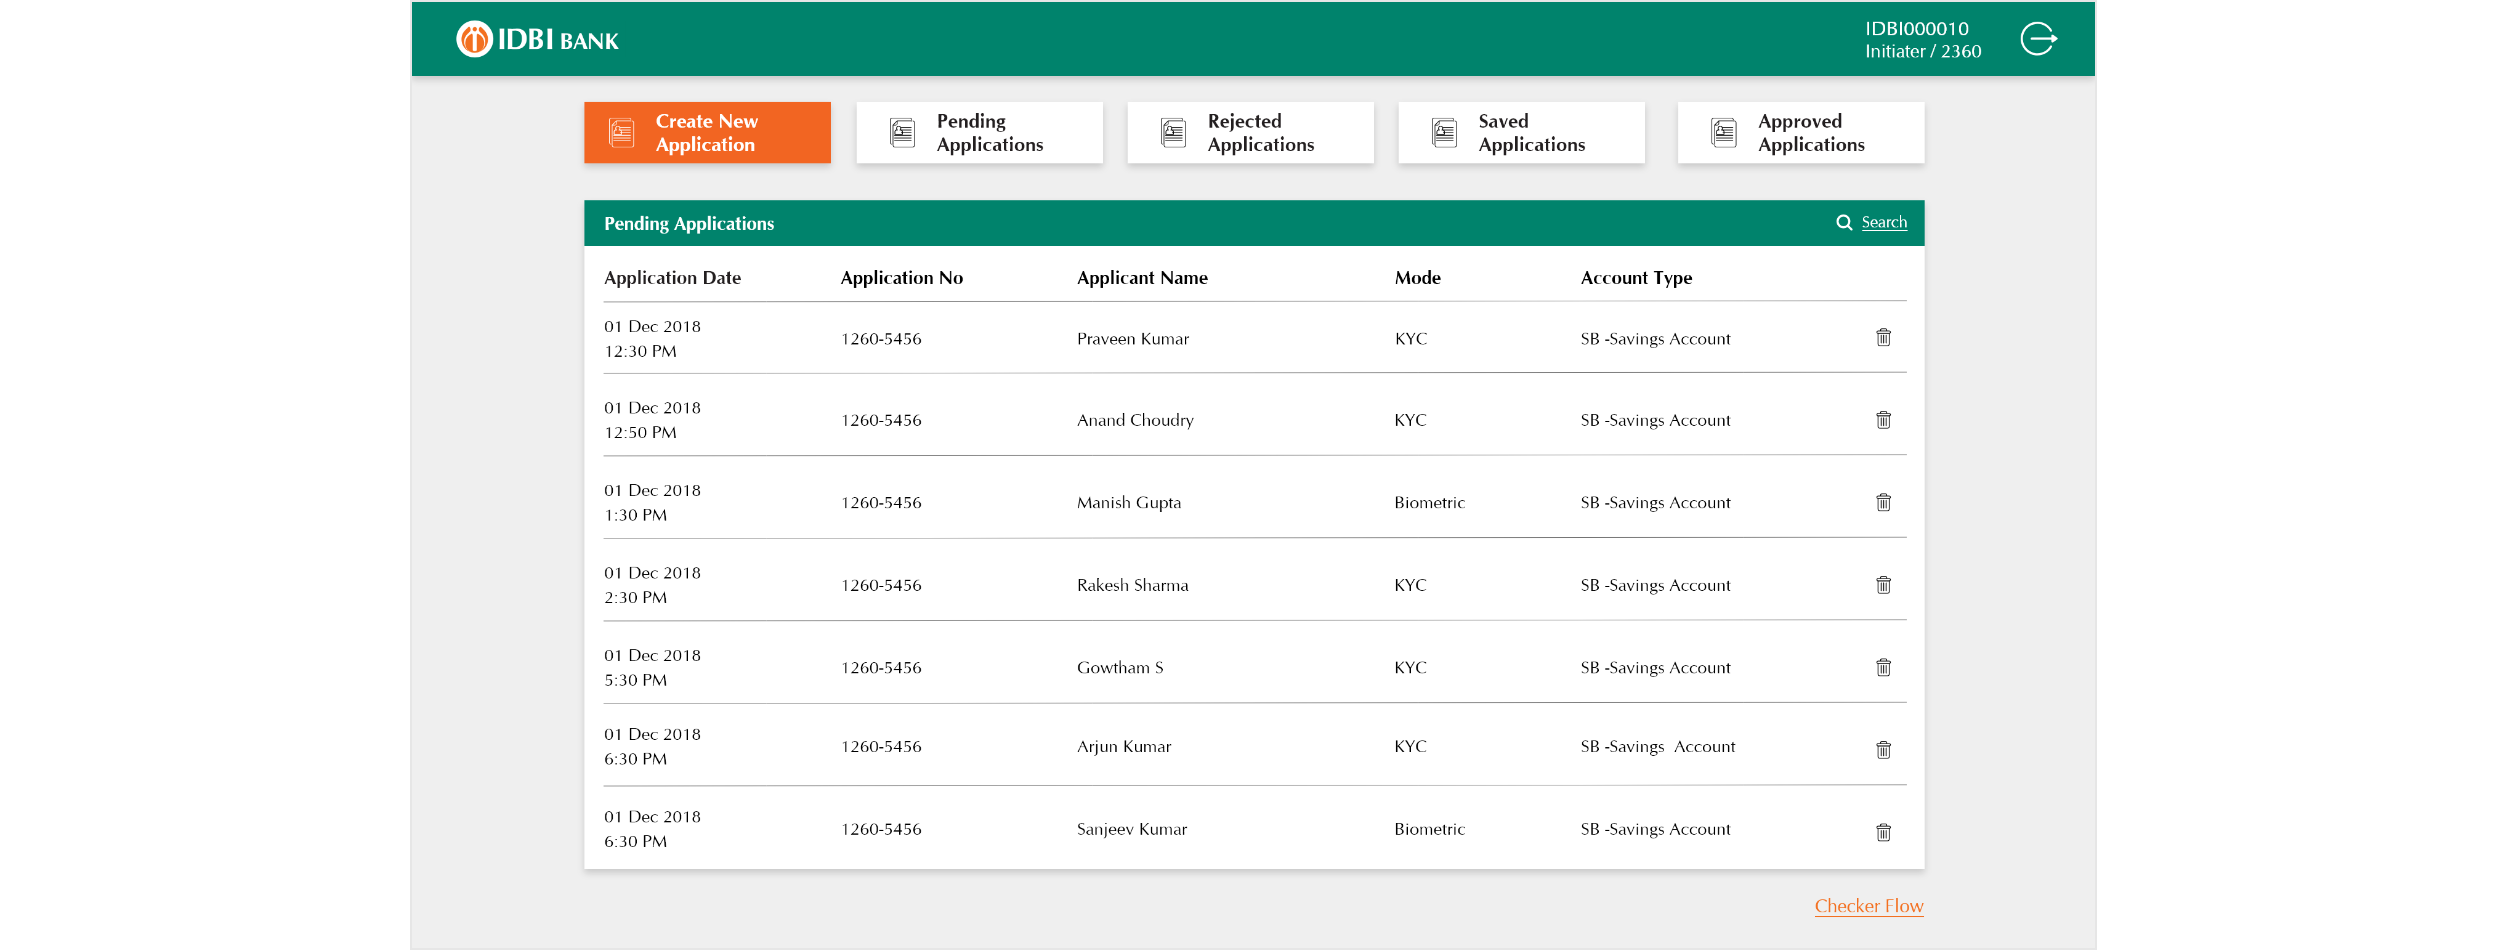 IDBI BANK
IDBI000010
Initiater / 2360
Create New
Application
Pending
Applications
Rejected
Applications
Saved
Applications
Approved
Applications
Pending Applications
Search
Application Date Application No Applicant Name Mode Account Type
01 Dec 2018
12:30 PM
1260-5456 Praveen Kumar KYC SB -Savings Account
01 Dec 2018
12:50 PM
1260-5456 Anand Choudry KYC SB -Savings Account
01 Dec 2018
1:30 PM
1260-5456 Manish Gupta Biometric SB -Savings Account
01 Dec 2018
2:30 PM
1260-5456 Rakesh Sharma KYC SB -Savings Account
01 Dec 2018
5:30 PM
1260-5456 Gowtham S KYC SB -Savings Account
01 Dec 2018
6:30 PM
1260-5456 Arjun Kumar KYC SB -Savings Account
01 Dec 2018
6:30 PM
1260-5456 Sanjeev Kumar Biometric SB -Savings Account
Checker Flow